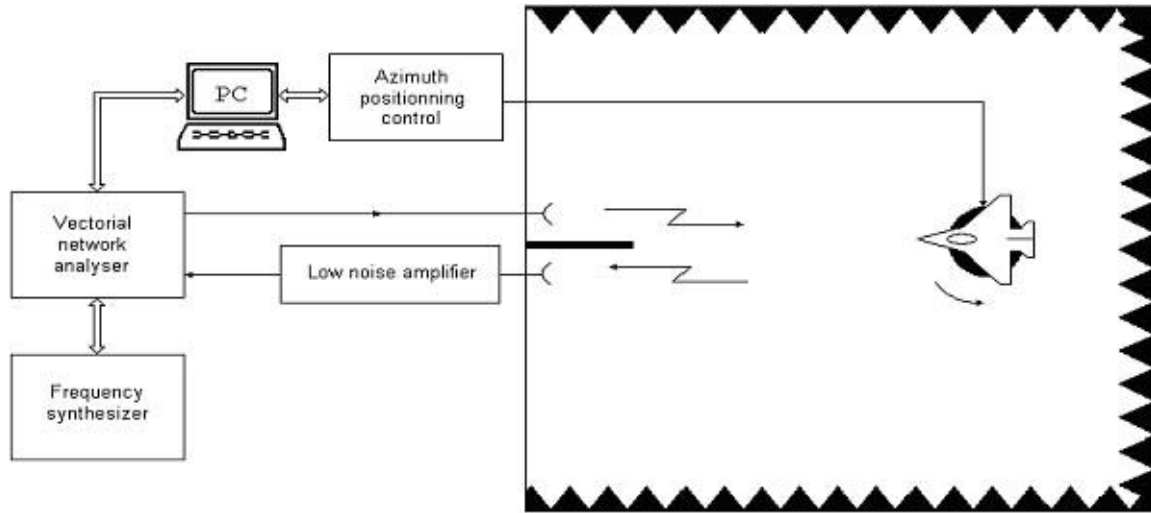 PC
Azimuth
positionning
control
Vectorial
network
analyser
Low noise amplifier
Frequency
synthesizer